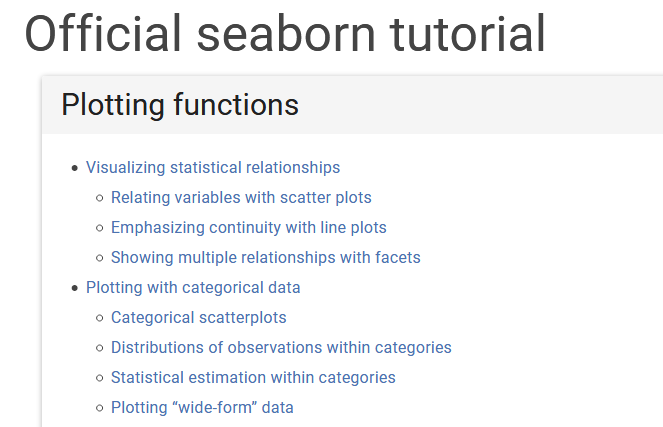 Official seaborn tutorial
Plotting functions
Visualizing statistical relationships
Relating variables with scatter plots
Emphasizing continuity with line plots
Showing multiple relationships with facets
Plotting with categorical data
Categorical scatterplots
Distributions of observations within categories
Statistical estimation within categories
Plotting “wide-form” data